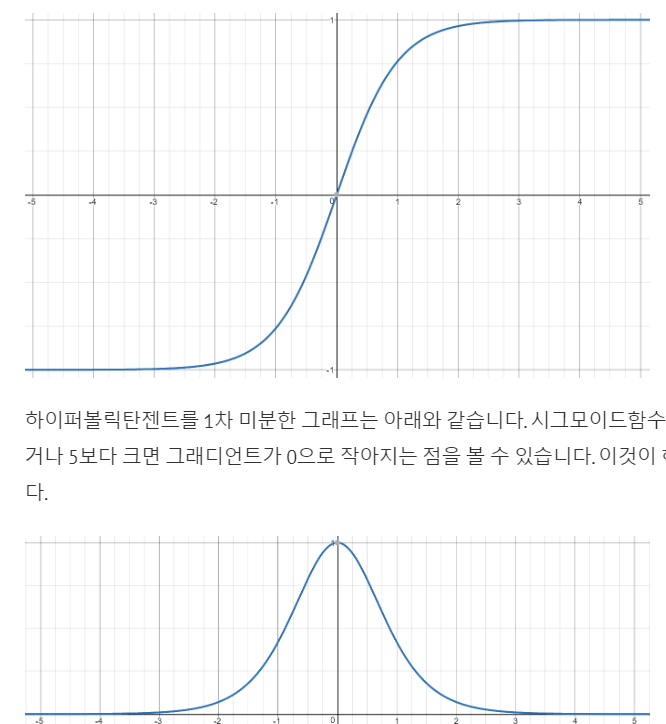 1
-5 -4 -3 -2 -1 0 1 2 3 4 5
-1
하이퍼볼릭탄젠트를 1차 미분한 그래프는 아래와 같습니다. 시그모이드함수
거나 5보다 크면 그래디언트가 0으로 작아지는 점을 볼 수 있습니다. 이것이
다.
-5 -4 -3 -2 -1 0 1 2 3 4 5